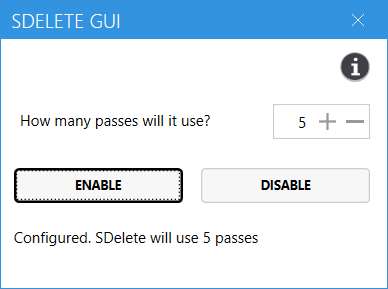 SDELETE GUI
How many passes will it use?
5
ENABLE
DISABLE
Configured. SDelete will use 5 passes